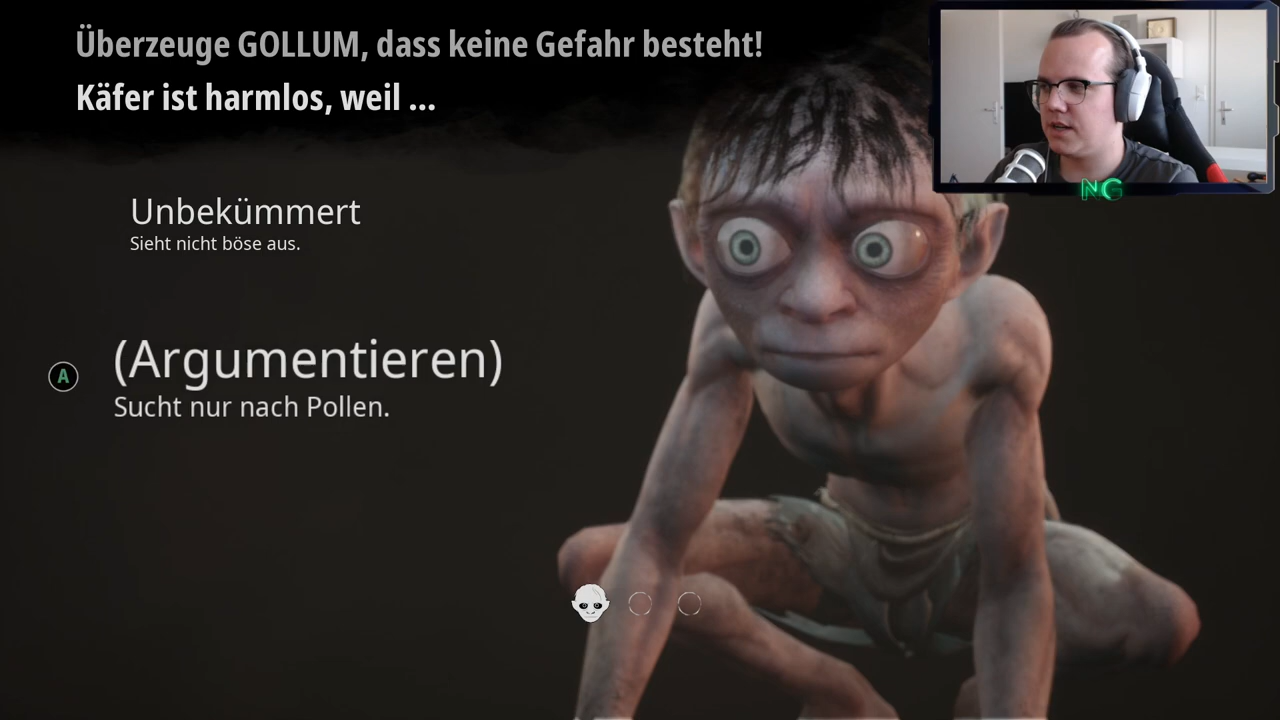 Überzeuge GOLLUM, dass keine Gefahr besteht!
Käfer ist harmlos, weil ...
Unbekümmert
Sieht nicht böse aus.
A
(Argumentieren)
Sucht nur nach Pollen.
NG